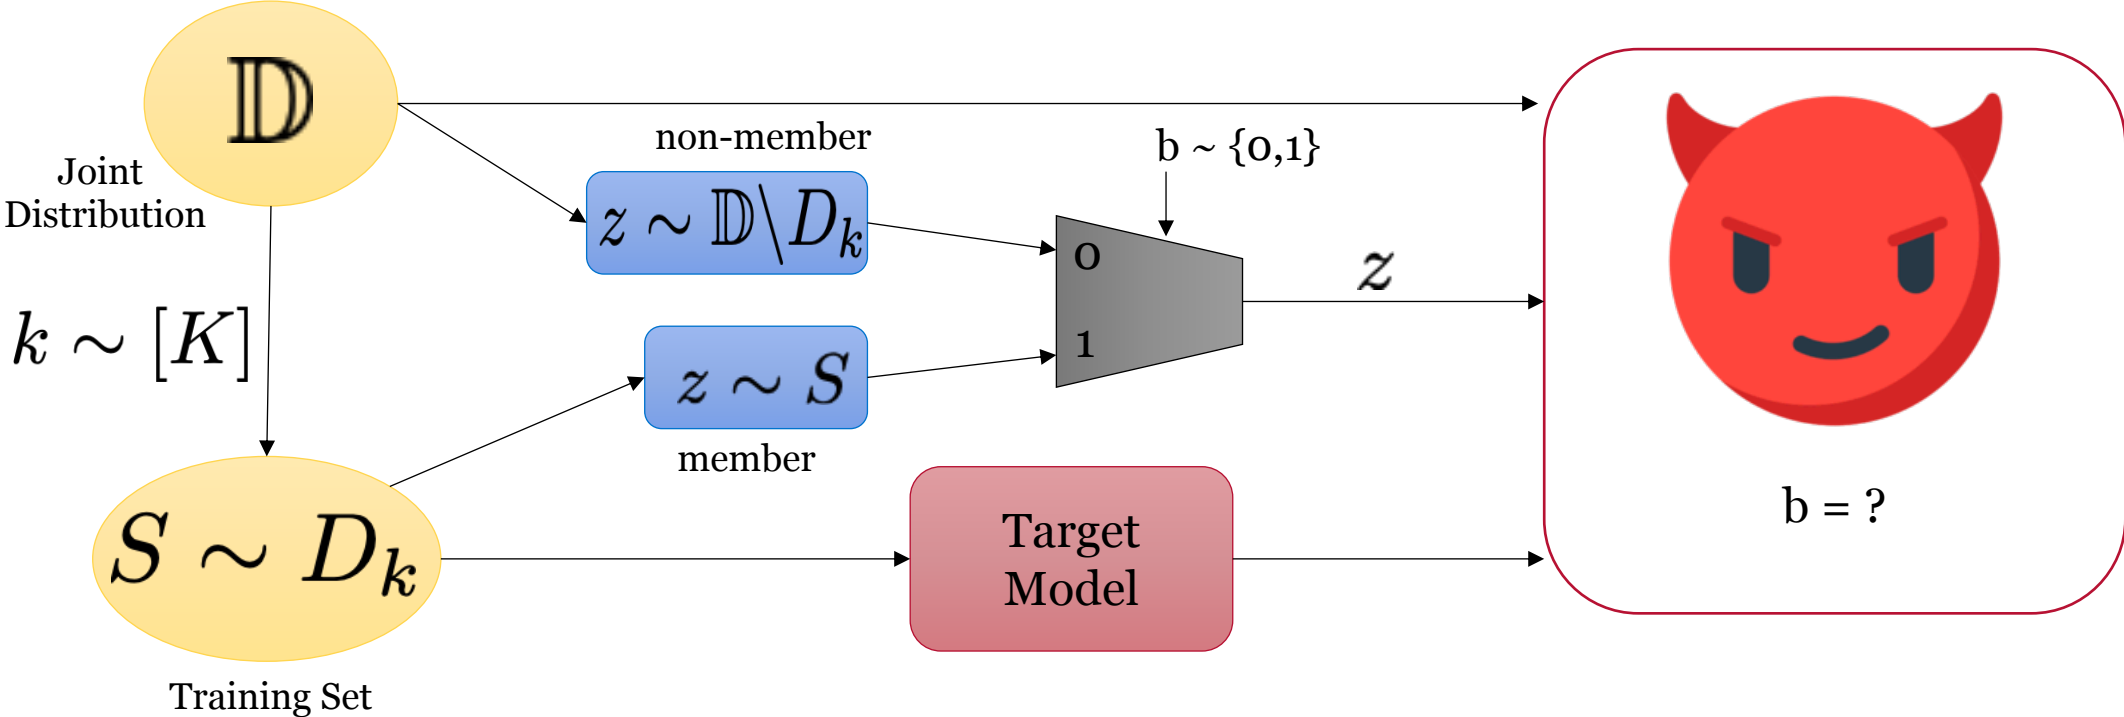 𝔻
Joint
Distribution
k ∼ [K]
S ∼ D_k
Training Set
non-member
z ∼ 𝔻\D_k
z ∼ S
member
b ~ {0,1}
0
1
z
Target
Model
b = ?